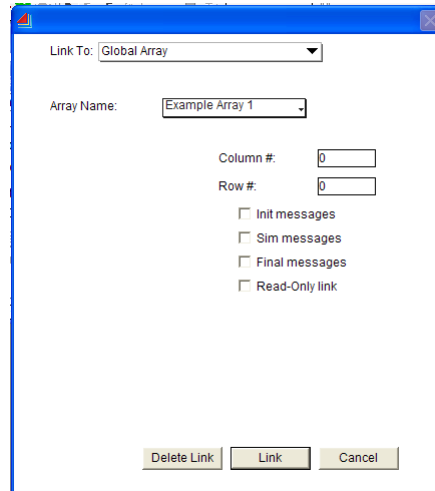 Link To: Global Array
Array Name: Example Array 1
Column #: 0
Row #: 0
Init messages
Sim messages
Final messages
Read-Only link
Delete Link Link Cancel